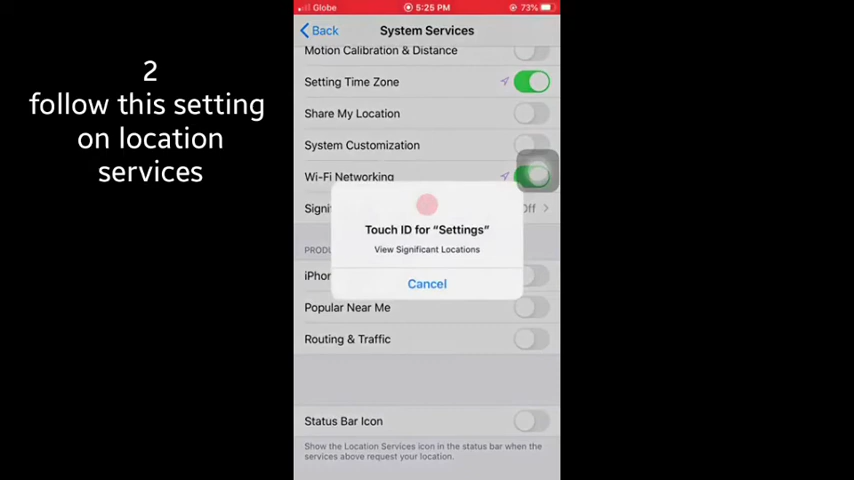 2
follow this setting
on location
services
Globe
5:25 PM
73%
Back
System Services
Motion Calibration & Distance
Setting Time Zone
Share My Location
System Customization
Wi-Fi Networking
Off
Touch ID for “Settings”
View Significant Locations
Cancel
Popular Near Me
Routing & Traffic
Status Bar Icon
Show the Location Services icon in the status bar when the
services above request your location.